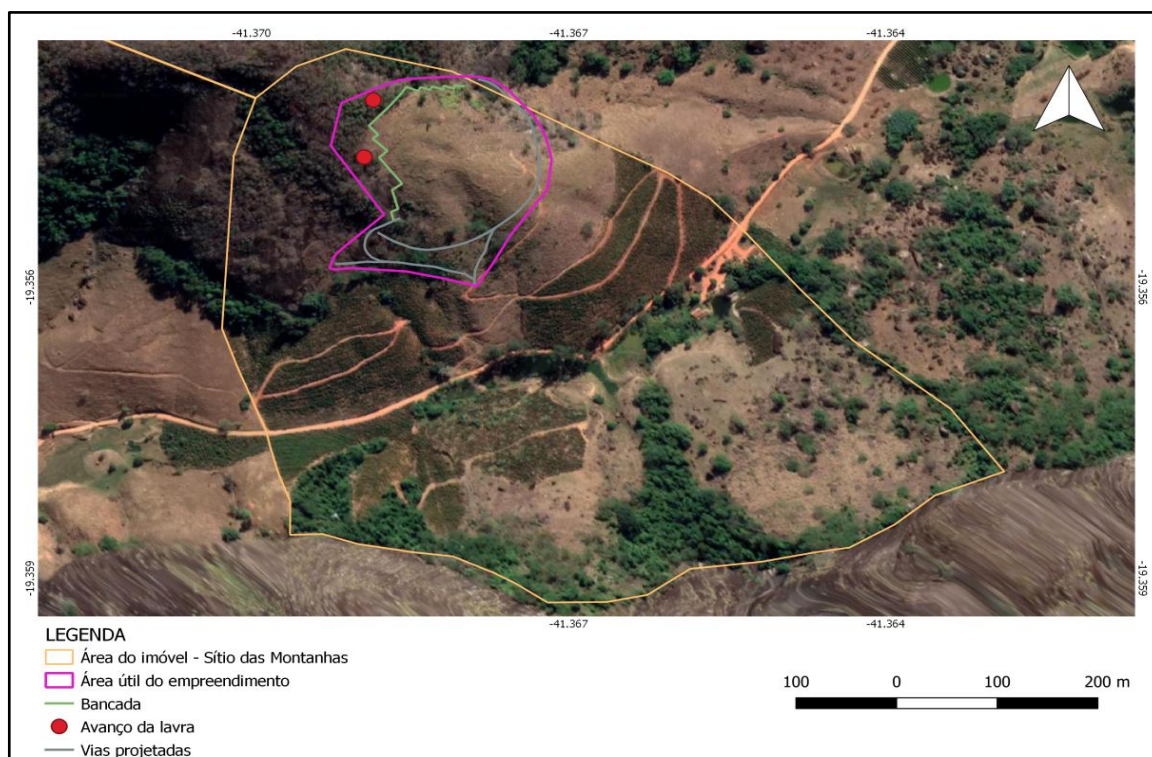 -41.370 -41.367 -41.364
-19.356 -19.356
-19.359 -19.359
-41.367 -41.364
LEGENDA
Área do imóvel - Sítio das Montanhas
Área útil do empreendimento
Bancada
Avanço da lavra
Vias projetadas
100 0 100 200 m